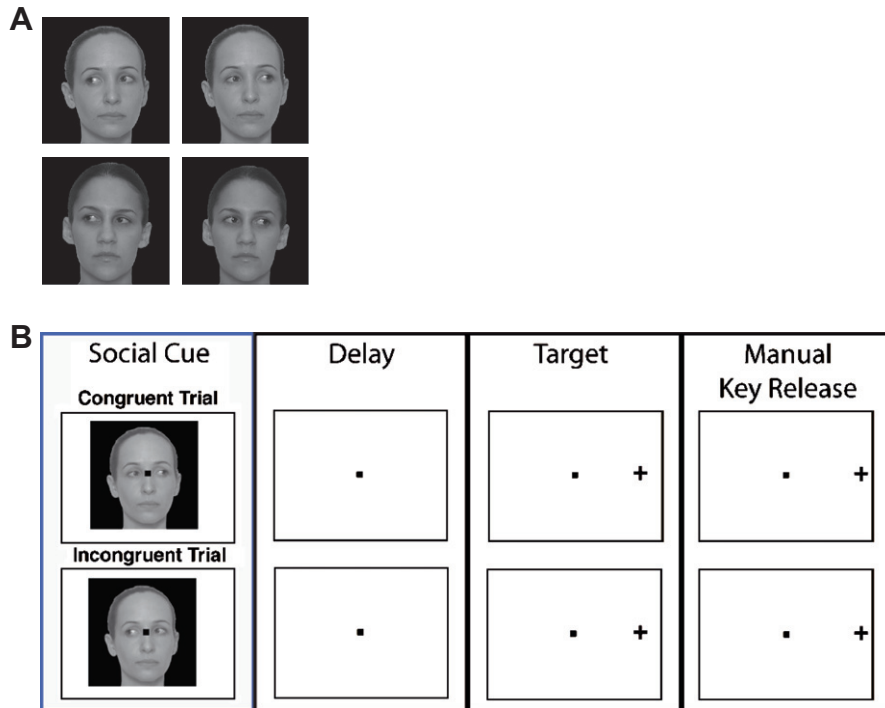 A
B
Social Cue
Delay
Target
Manual
Key Release
Congruent Trial
Incongruent Trial